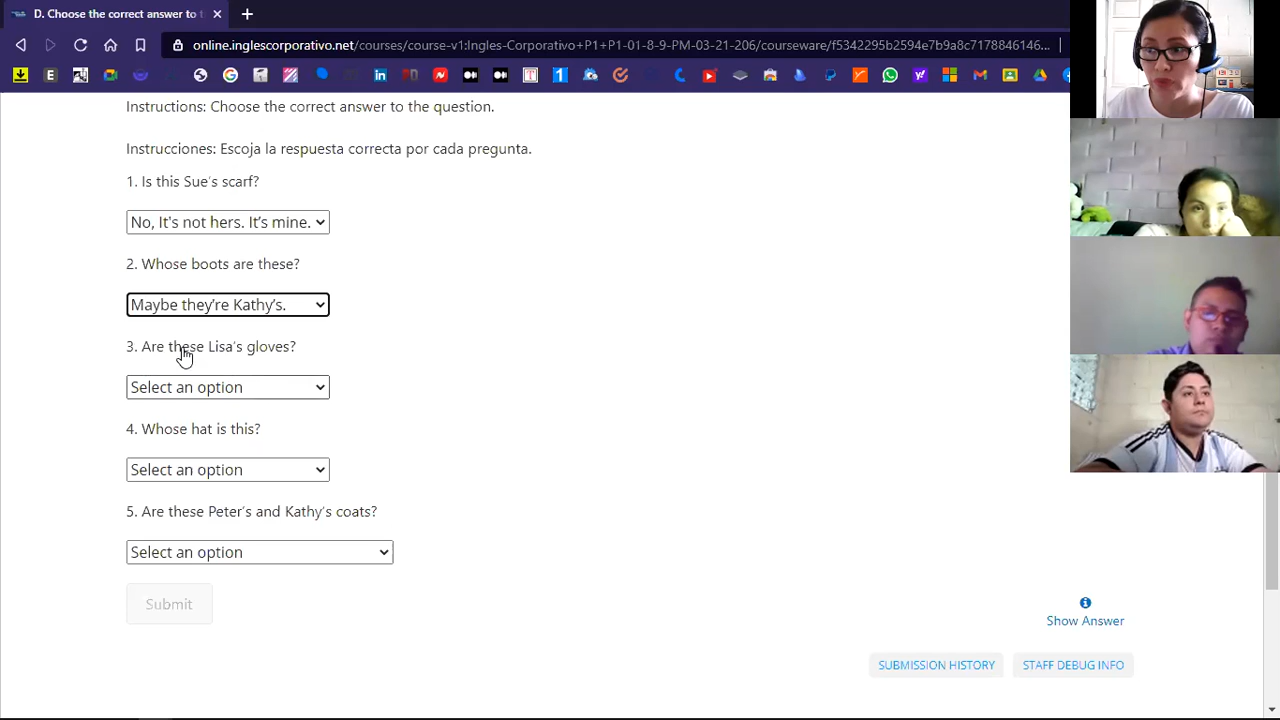 D. Choose the correct answer to t
online.inglescorporativo.net/courses/course-v1:Ingles-Corporativo+P1+P1-01-8-9-PM-03-21-206/courseware/f5342295b2594e7b9a8c7178846146...
Instructions: Choose the correct answer to the question.
Instrucciones: Escoja la respuesta correcta por cada pregunta.
1. Is this Sue's scarf?
No, It's not hers. It's mine.
2. Whose boots are these?
Maybe they're Kathy's.
3. Are these Lisa's gloves?
Select an option
4. Whose hat is this?
Select an option
5. Are these Peter's and Kathy's coats?
Select an option
Submit
Show Answer
SUBMISSION HISTORY
STAFF DEBUG INFO